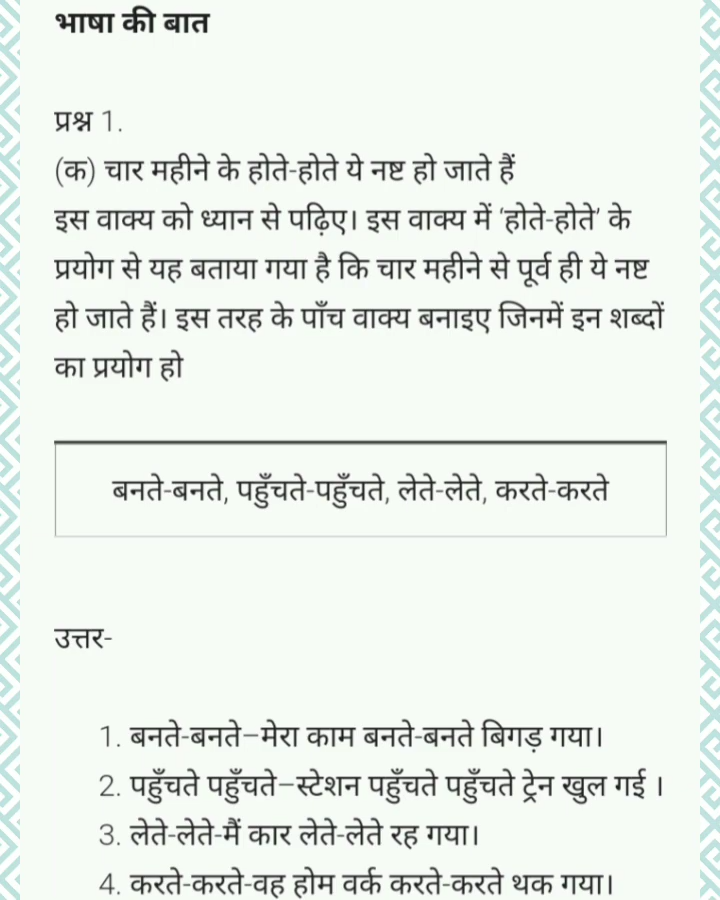 भाषा की बात
प्रश्न 1.
(क) चार महीने के होते-होते ये नष्ट हो जाते हैं
इस वाक्य को ध्यान से पढ़िए। इस वाक्य में 'होते-होते' के
प्रयोग से यह बताया गया है कि चार महीने से पूर्व ही ये नष्ट
हो जाते हैं। इस तरह के पाँच वाक्य बनाइए जिनमें इन शब्दों
का प्रयोग हो
बनते-बनते, पहुँचते-पहुँचते, लेते-लेते, करते-करते
उत्तर-
1. बनते-बनते–मेरा काम बनते-बनते बिगड़ गया।
2. पहुँचते पहुँचते–स्टेशन पहुँचते पहुँचते ट्रेन खुल गई ।
3. लेते-लेते-मैं कार लेते-लेते रह गया।
4. करते-करते-वह होम वर्क करते-करते थक गया।